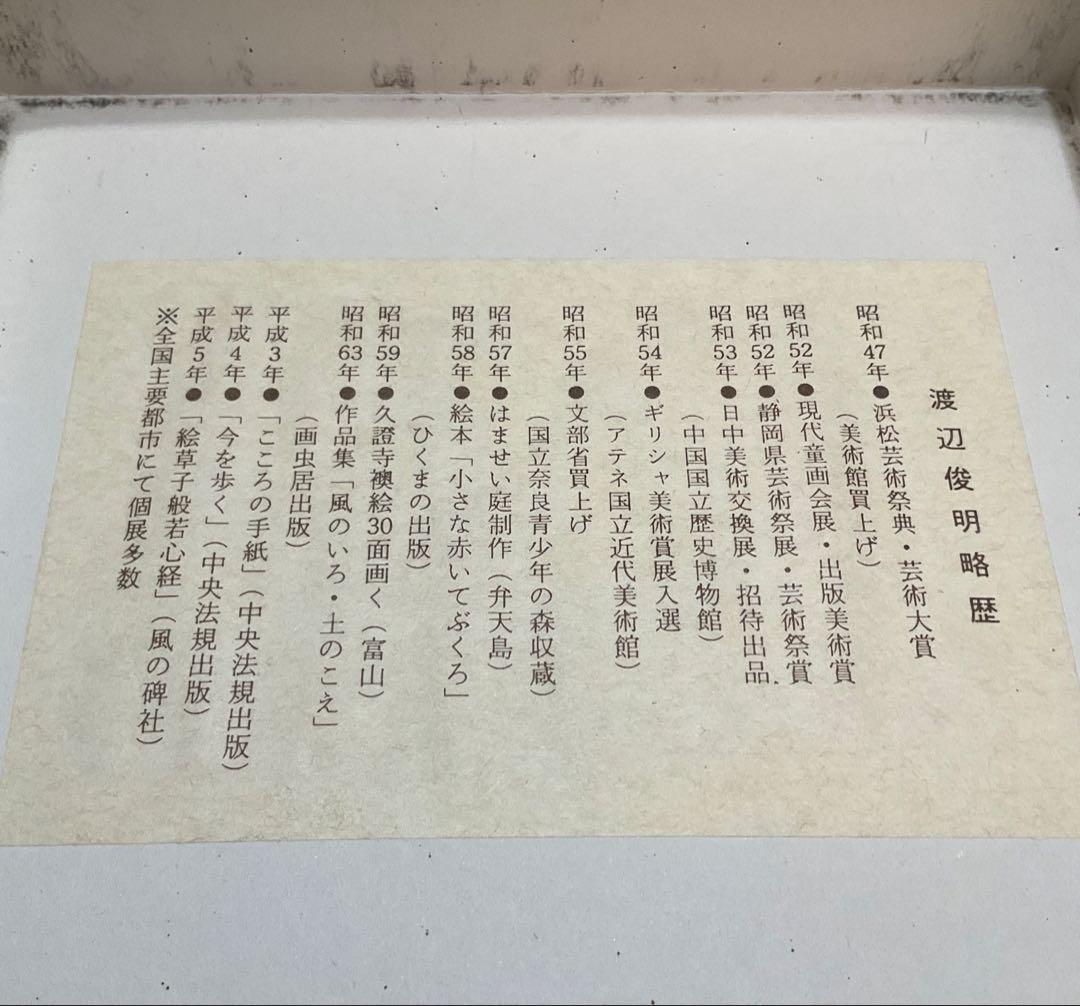 渡辺俊明略歴
昭和47年●浜松芸術祭典・芸術大賞
（美術館買上げ）
昭和52年●現代童画会展・出版美術賞
昭和52年●静岡県芸術祭展・芸術祭賞
昭和53年●日中美術交換展・招待出品
（中国国立歴史博物館）
昭和54年●ギリシャ美術賞展入選
（アテネ国立近代美術館）
昭和55年●文部省買上げ
（国立奈良青少年の森収蔵）
昭和57年●はませい庭制作（弁天島）
昭和58年●絵本「小さな赤いてぶくろ」
（ひくまの出版）
昭和59年●久證寺襖絵30面画く（富山）
昭和63年●作品集「風のいろ・土のこえ」
（画虫居出版）
平成3年●「こころの手紙」（中央法規出版）
平成4年●「今を歩く」（中央法規出版）
平成5年●「絵草子般若心経」（風の碑社）
※全国主要都市にて個展多数